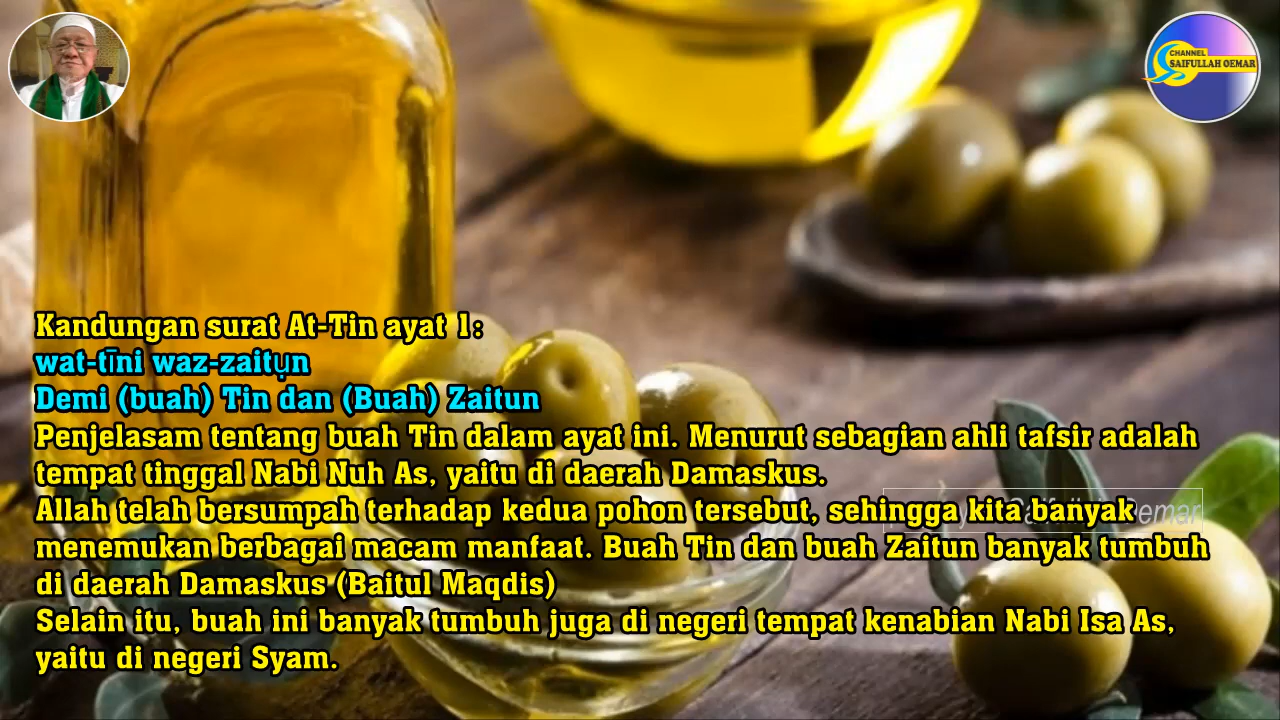 CHANNEL
SAIFULLAH OEMAR
Kandungan surat At-Tin ayat 1:
wat-tīni waz-zaitụn
Demi (buah) Tin dan (Buah) Zaitun
Penjelasam tentang buah Tin dalam ayat ini. Menurut sebagian ahli tafsir adalah
tempat tinggal Nabi Nuh As, yaitu di daerah Damaskus.
Allah telah bersumpah terhadap kedua pohon tersebut, sehingga kita banyak
menemukan berbagai macam manfaat. Buah Tin dan buah Zaitun banyak tumbuh
di daerah Damaskus (Baitul Maqdis)
Selain itu, buah ini banyak tumbuh juga di negeri tempat kenabian Nabi Isa As,
yaitu di negeri Syam.